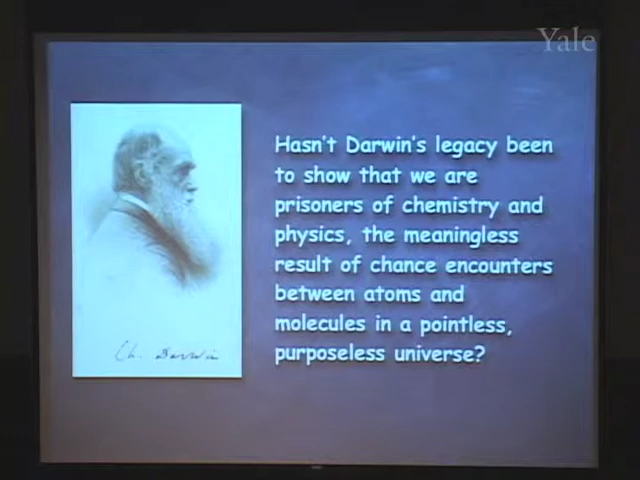 Yale
Hasn't Darwin's legacy been
to show that we are
prisoners of chemistry and
physics, the meaningless
result of chance encounters
between atoms and
molecules in a pointless,
purposeless universe?
Ch. Darwin